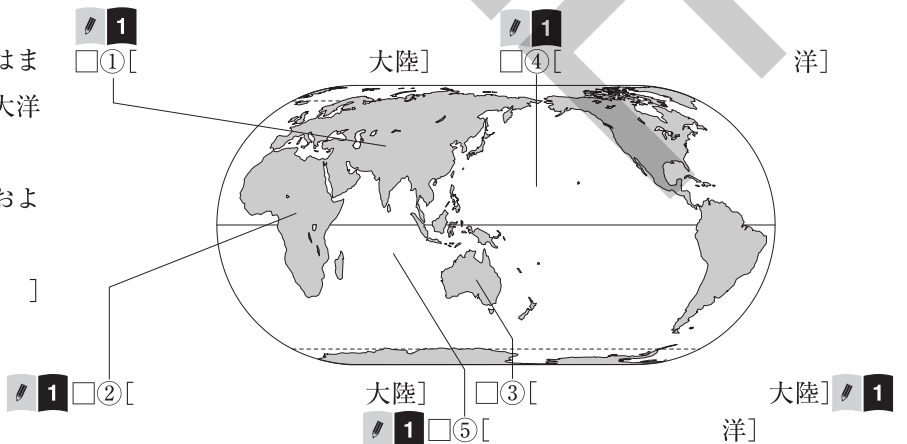 1
□①[ 大陸]
1
□④[ 洋]
はま
大洋
およ
]
1 □②[ 大陸]
□③[ 大陸] 1
1 □⑤[ 洋]